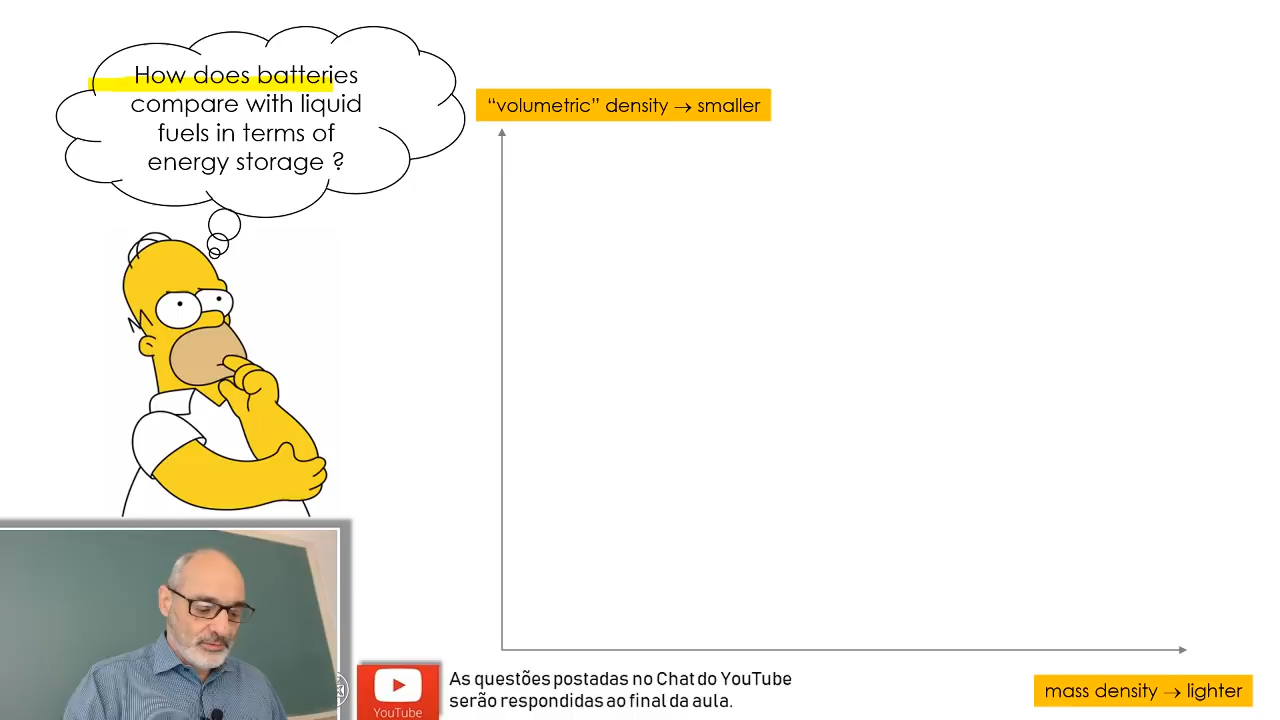 How does batteries
compare with liquid
fuels in terms of
energy storage ?
“volumetric” density → smaller
As questões postadas no Chat do YouTube
serão respondidas ao final da aula.
YouTube
mass density → lighter